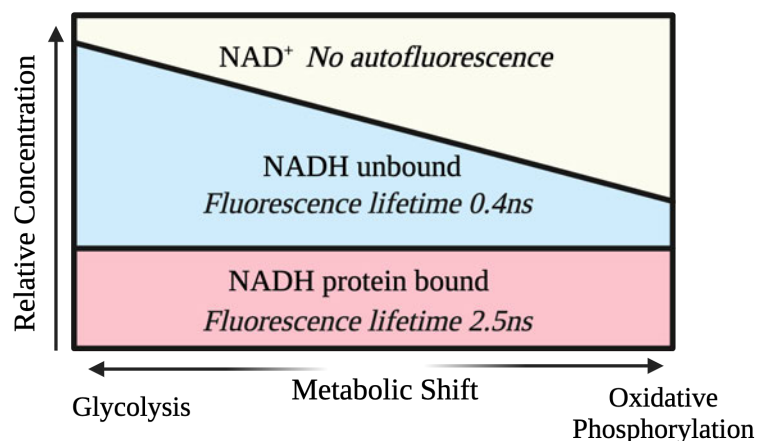 NAD⁺ No autofluorescence
NADH unbound
Fluorescence lifetime 0.4ns
NADH protein bound
Fluorescence lifetime 2.5ns
Relative Concentration
Metabolic Shift
Glycolysis
Oxidative
Phosphorylation